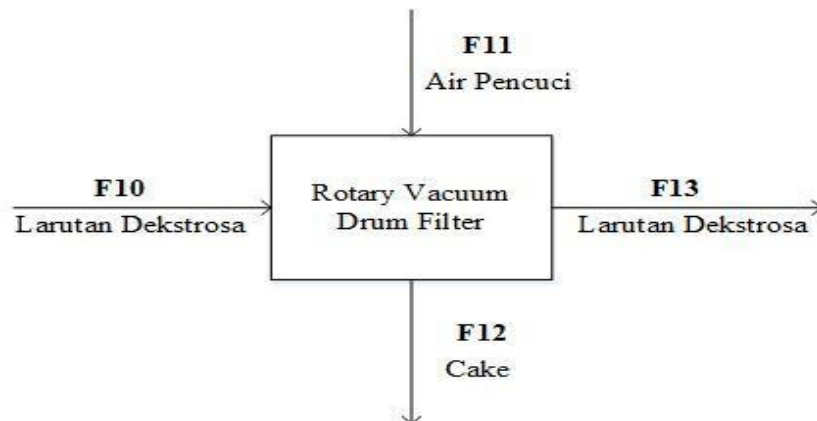 F11
Air Pencuci
F10
Larutan Dekstrosa
Rotary Vacuum
Drum Filter
F13
Larutan Dekstrosa
F12
Cake